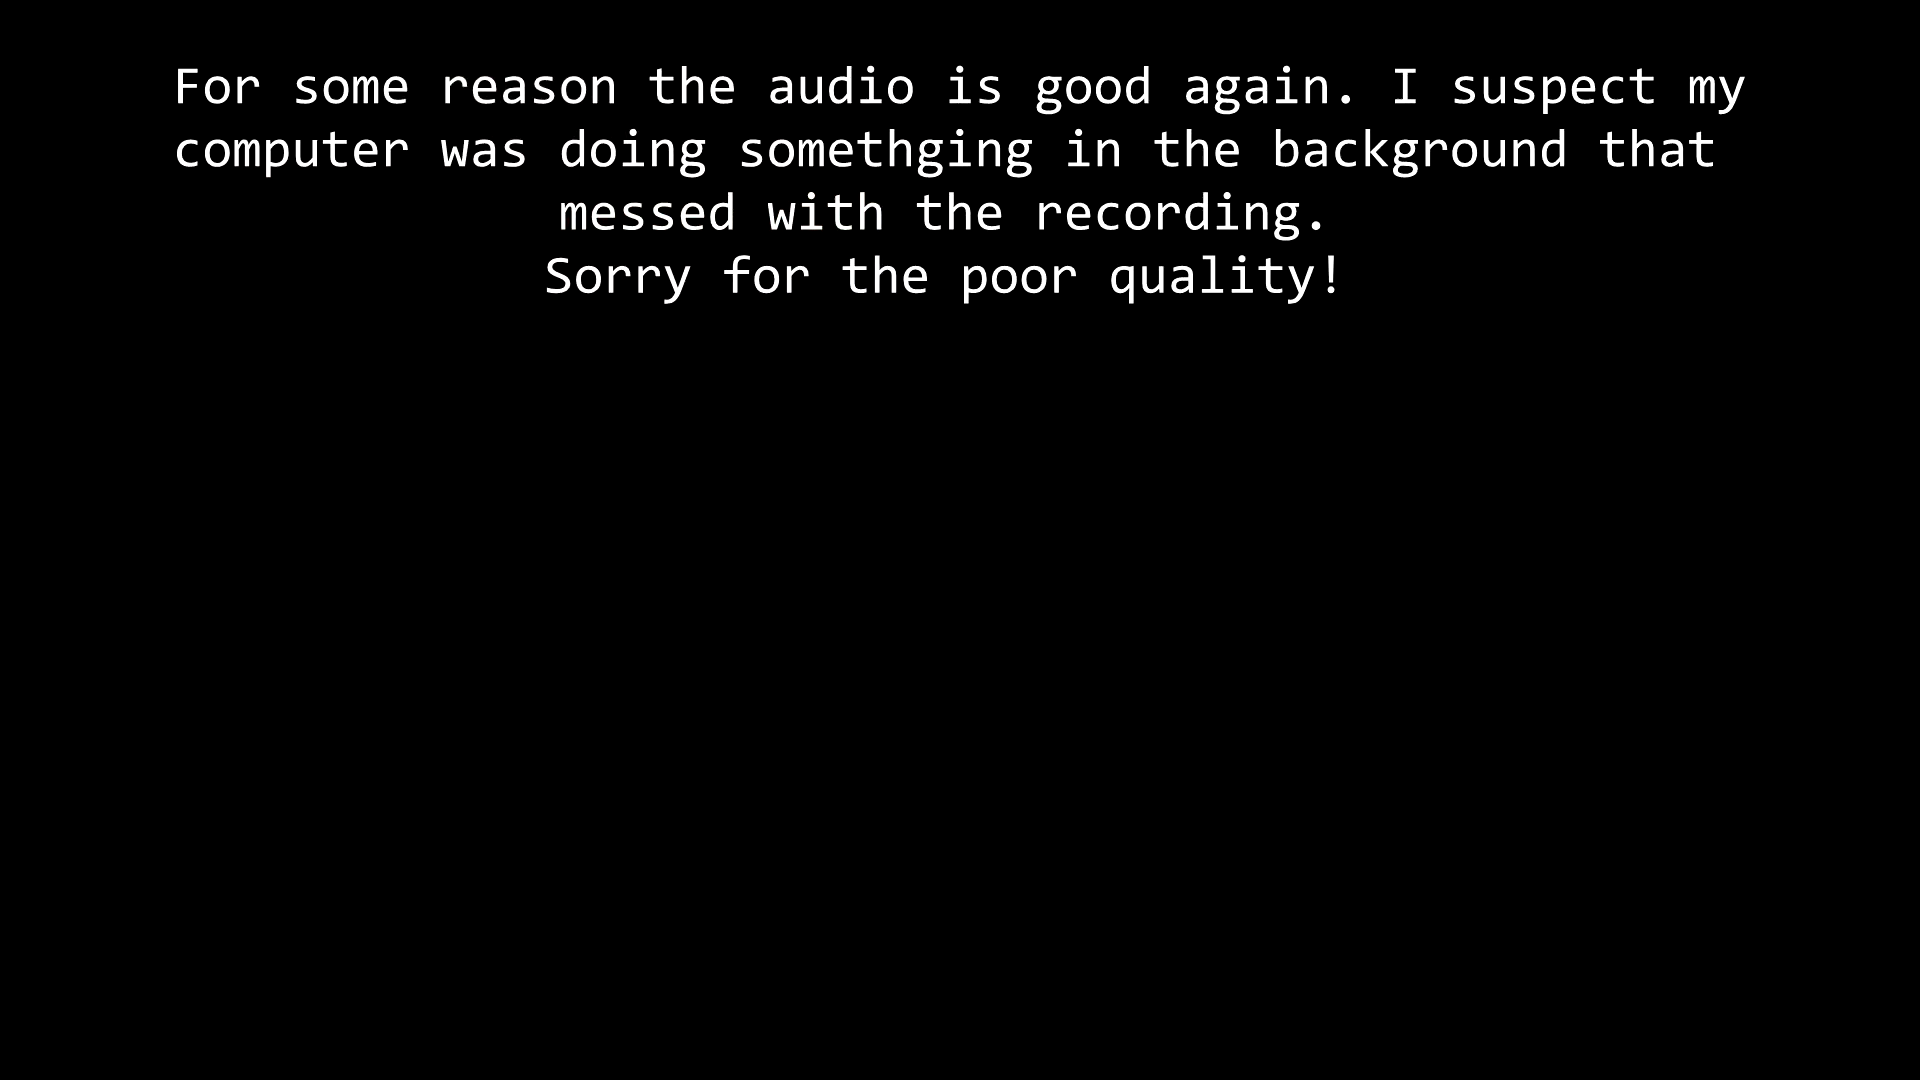 For some reason the audio is good again. I suspect my
computer was doing somethging in the background that
messed with the recording.
Sorry for the poor quality!